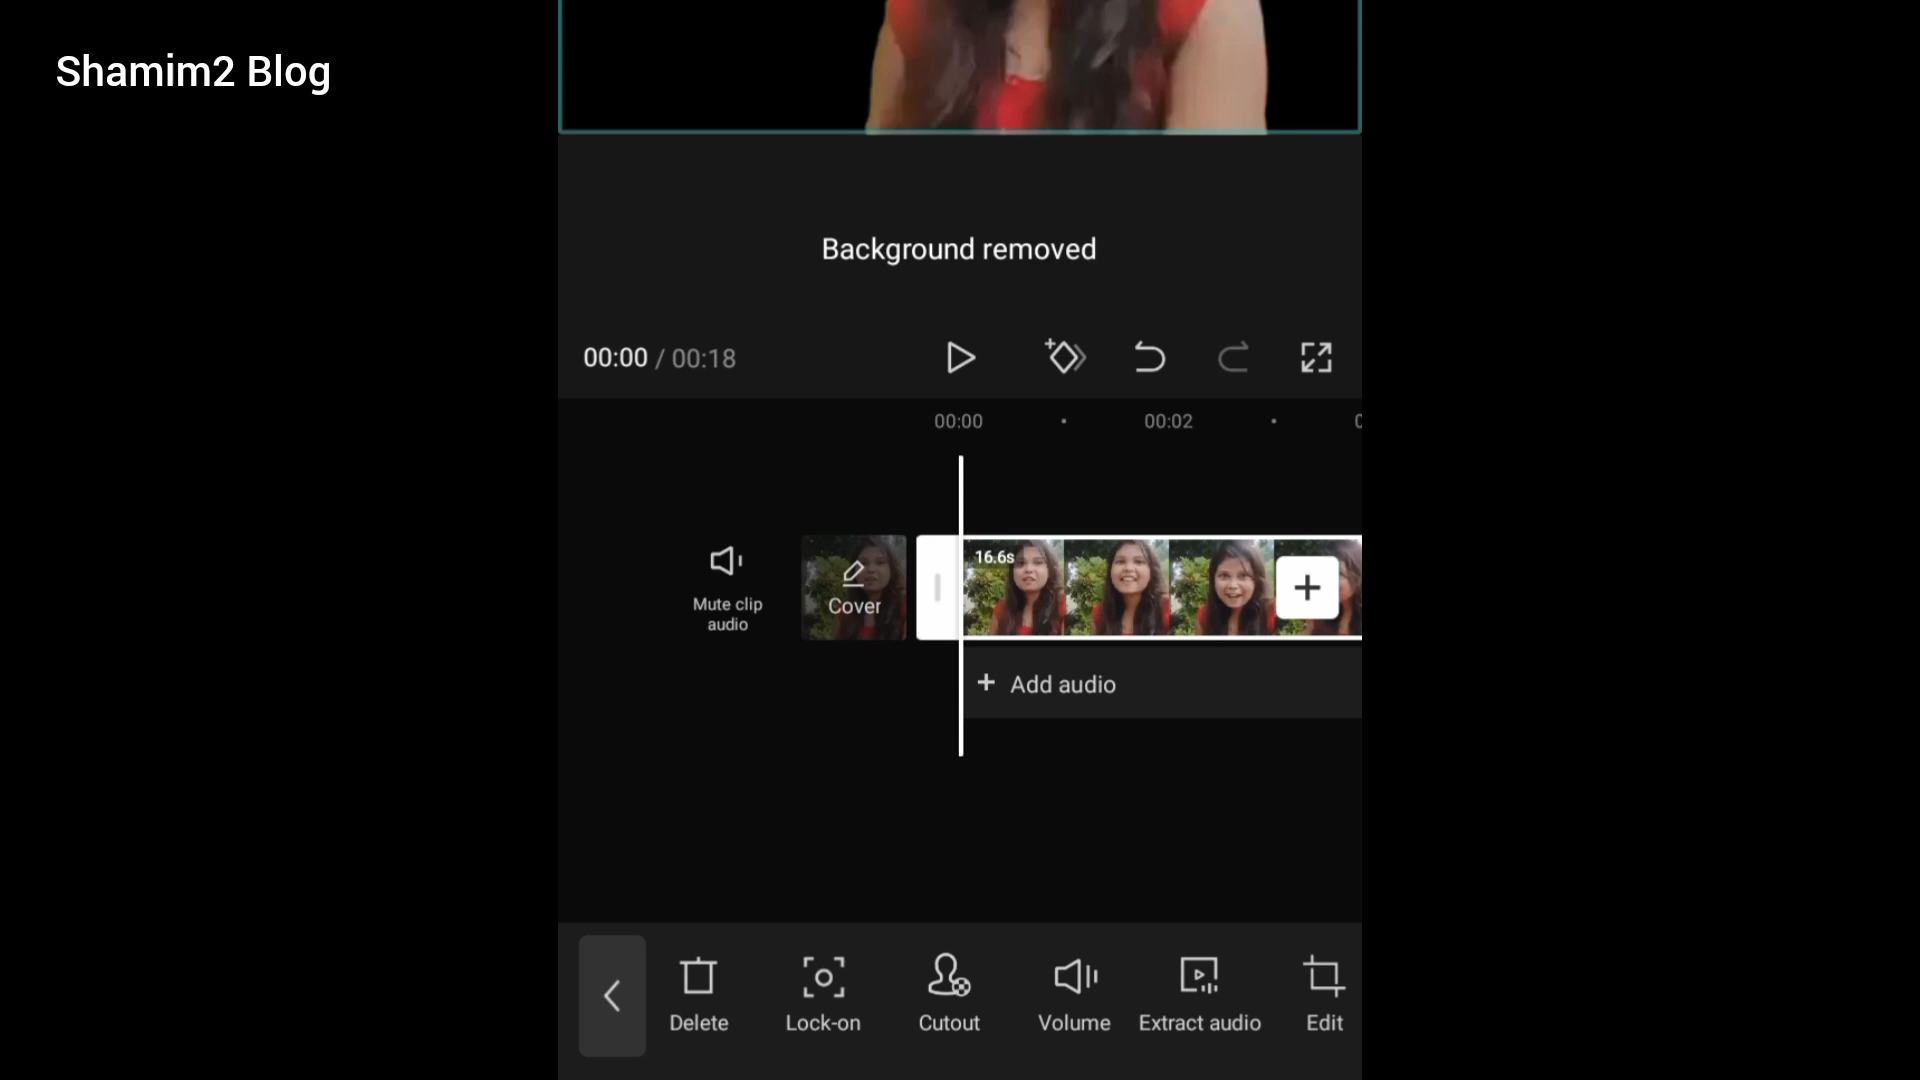 Shamim2 Blog
Background removed
00:00 / 00:18
00:00
00:02
16.6s
Mute clip
audio
Cover
+ Add audio
Delete
Lock-on
Cutout
Volume
Extract audio
Edit